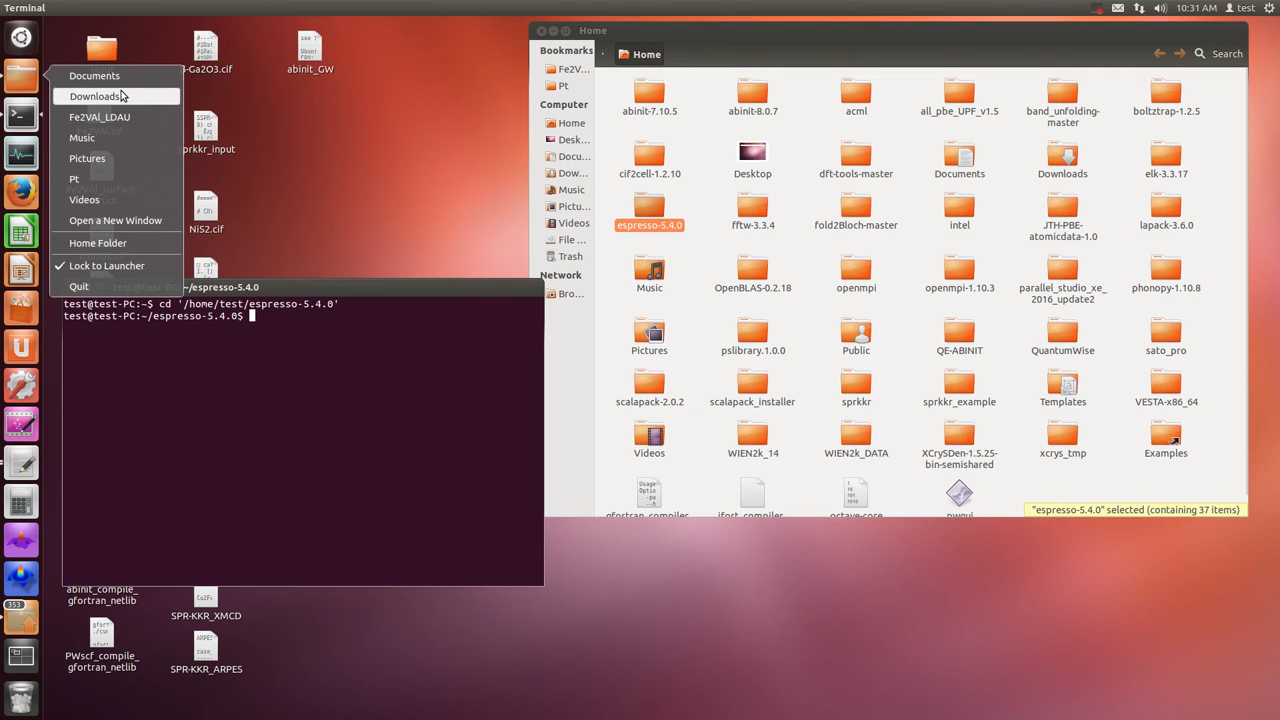 Terminal
10:31 AM
test
Documents
Downloads
Fe2VAl_LDAU
Music
Pictures
Pt
Videos
Open a New Window
Home Folder
Lock to Launcher
Quit
353
-Ga2O3.cif
abinit_GW
sprkkr_input
NiS2.cif
abinit_compile_
gfortran_netlib
SPR-KKR_XMCD
PWscf_compile_
gfortran_netlib
SPR-KKR_ARPES
~/espresso-5.4.0
test@test-PC:~$ cd '/home/test/espresso-5.4.0'
test@test-PC:~/espresso-5.4.0$
Home
Bookmarks
Fe2V...
Pt
Computer
Home
Desk...
Docu...
Dow...
Music
Pictu...
Videos
File ...
Trash
Network
Bro...
Home
Search
abinit-7.10.5
abinit-8.0.7
acml
all_pbe_UPF_v1.5
band_unfolding-
master
boltztrap-1.2.5
cif2cell-1.2.10
Desktop
dft-tools-master
Documents
Downloads
elk-3.3.17
espresso-5.4.0
fftw-3.3.4
fold2Bloch-master
intel
JTH-PBE-
atomicdata-1.0
lapack-3.6.0
Music
OpenBLAS-0.2.18
openmpi
openmpi-1.10.3
parallel_studio_xe_
2016_update2
phonopy-1.10.8
Pictures
pslibrary.1.0.0
Public
QE-ABINIT
QuantumWise
sato_pro
scalapack-2.0.2
scalapack_installer
sprkkr
sprkkr_example
Templates
VESTA-x86_64
Videos
WIEN2k_14
WIEN2k_DATA
XCrySDen-1.5.25-
bin-semishared
xcrys_tmp
Examples
gfortran_compiler
ifort_compiler
octave-core
pwgui
"espresso-5.4.0" selected (containing 37 items)